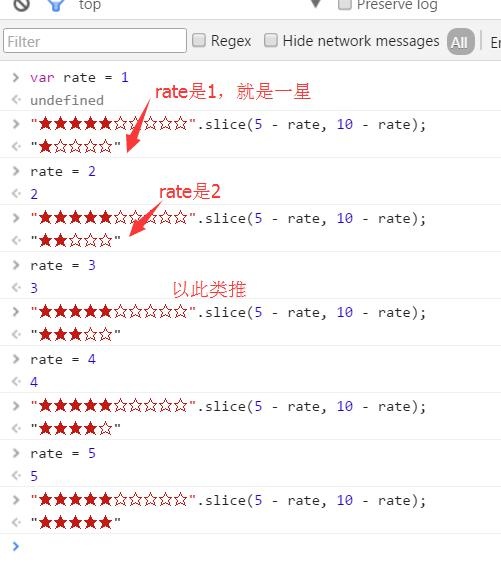 top
Preserve log
Filter
Regex
Hide network messages
All
Er
> var rate = 1
rate是1，就是一星
<· undefined
> "★★★★★☆☆☆☆☆".slice(5 - rate, 10 - rate);
<· "★☆☆☆☆"
> rate = 2
<· 2
rate是2
> "★★★★★☆☆☆☆☆".slice(5 - rate, 10 - rate);
<· "★★☆☆☆"
> rate = 3
<· 3
以此类推
> "★★★★★☆☆☆☆☆".slice(5 - rate, 10 - rate);
<· "★★★☆☆"
> rate = 4
<· 4
> "★★★★★☆☆☆☆☆".slice(5 - rate, 10 - rate);
<· "★★★★☆"
> rate = 5
<· 5
> "★★★★★☆☆☆☆☆".slice(5 - rate, 10 - rate);
<· "★★★★★"
>